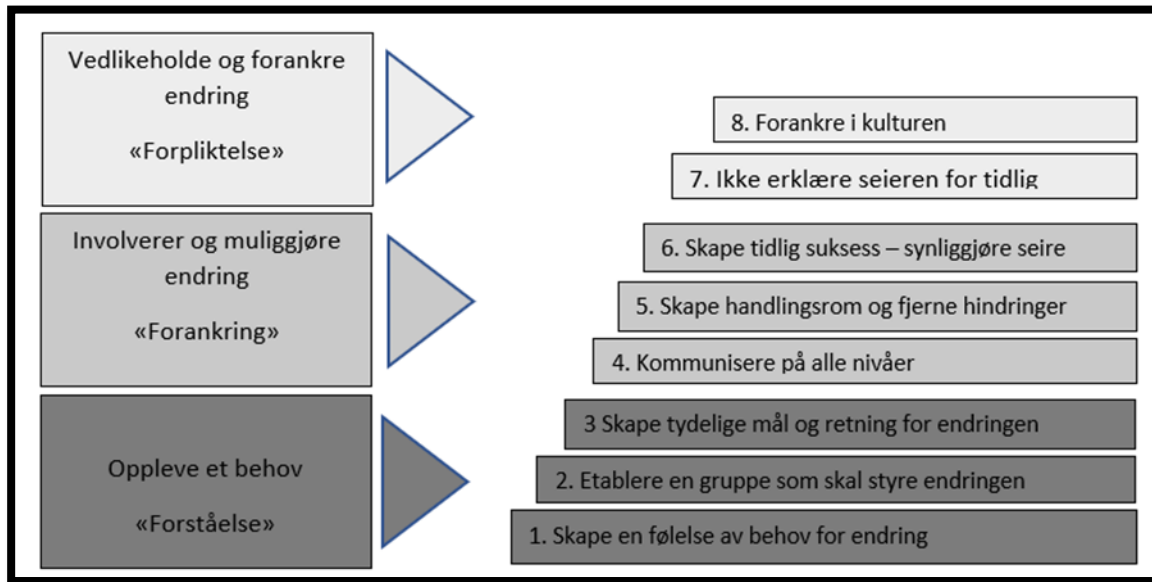 Vedlikeholde og forankre
endring
«Forpliktelse»
8. Forankre i kulturen
7. Ikke erklære seieren for tidlig
Involverer og muliggjøre
endring
«Forankring»
6. Skape tidlig suksess – synliggjøre seire
5. Skape handlingsrom og fjerne hindringer
4. Kommunisere på alle nivåer
Oppleve et behov
«Forståelse»
3 Skape tydelige mål og retning for endringen
2. Etablere en gruppe som skal styre endringen
1. Skape en følelse av behov for endring